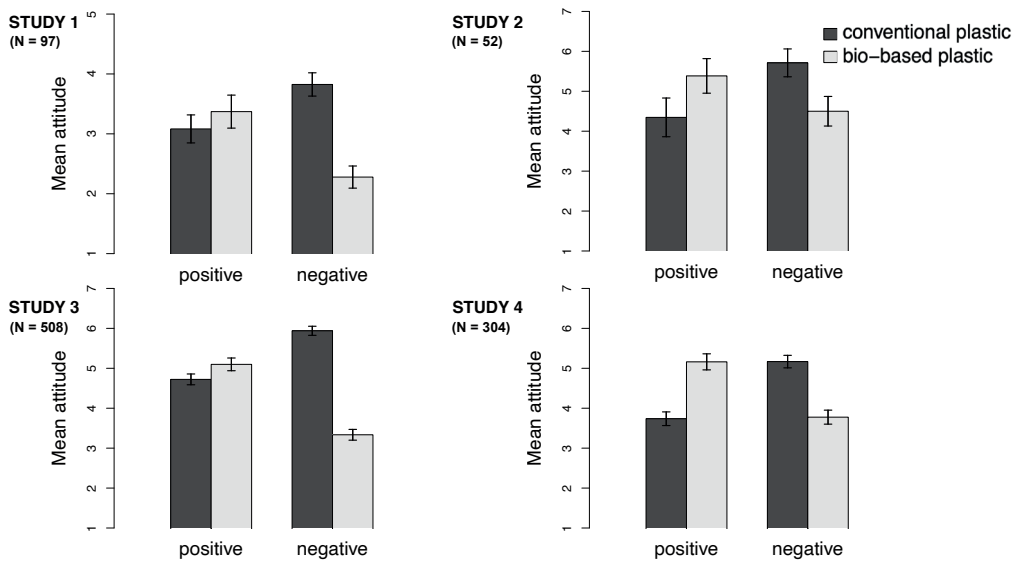 STUDY 1
(N = 97)
Mean attitude
5
4
3
2
1
positive
negative
STUDY 2
(N = 52)
Mean attitude
7
6
5
4
3
2
1
positive
negative
conventional plastic
bio−based plastic
STUDY 3
(N = 508)
Mean attitude
7
6
5
4
3
2
1
positive
negative
STUDY 4
(N = 304)
Mean attitude
7
6
5
4
3
2
1
positive
negative